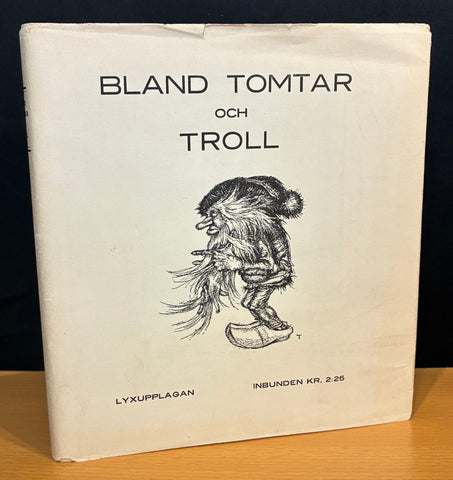 BLAND TOMTAR
OCH
TROLL
T
LYXUPPLAGAN
INBUNDEN KR. 2:25